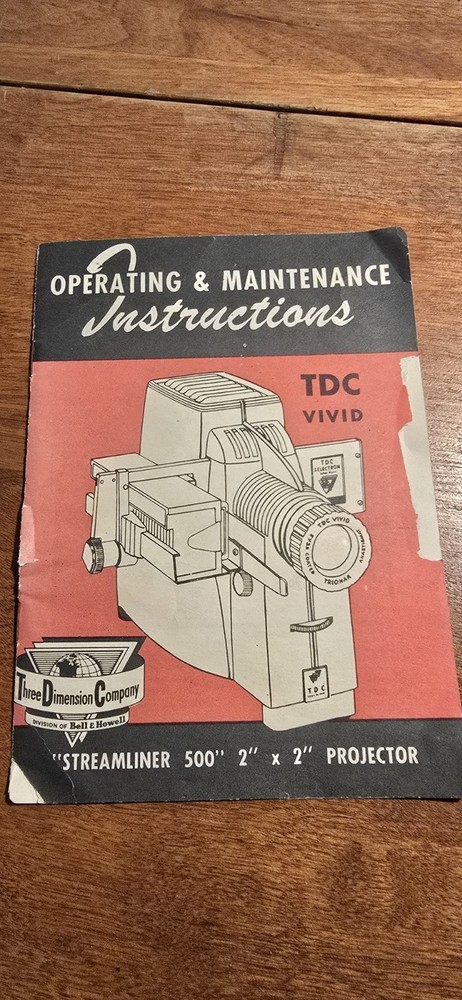 OPERATING & MAINTENANCE
Instructions
TDC
VIVID
TDC
SELECTRON
TDC VIVID
TRIONAR
TDC
Three Dimension Company
DIVISION OF Bell & Howell
"STREAMLINER 500" 2" x 2" PROJECTOR